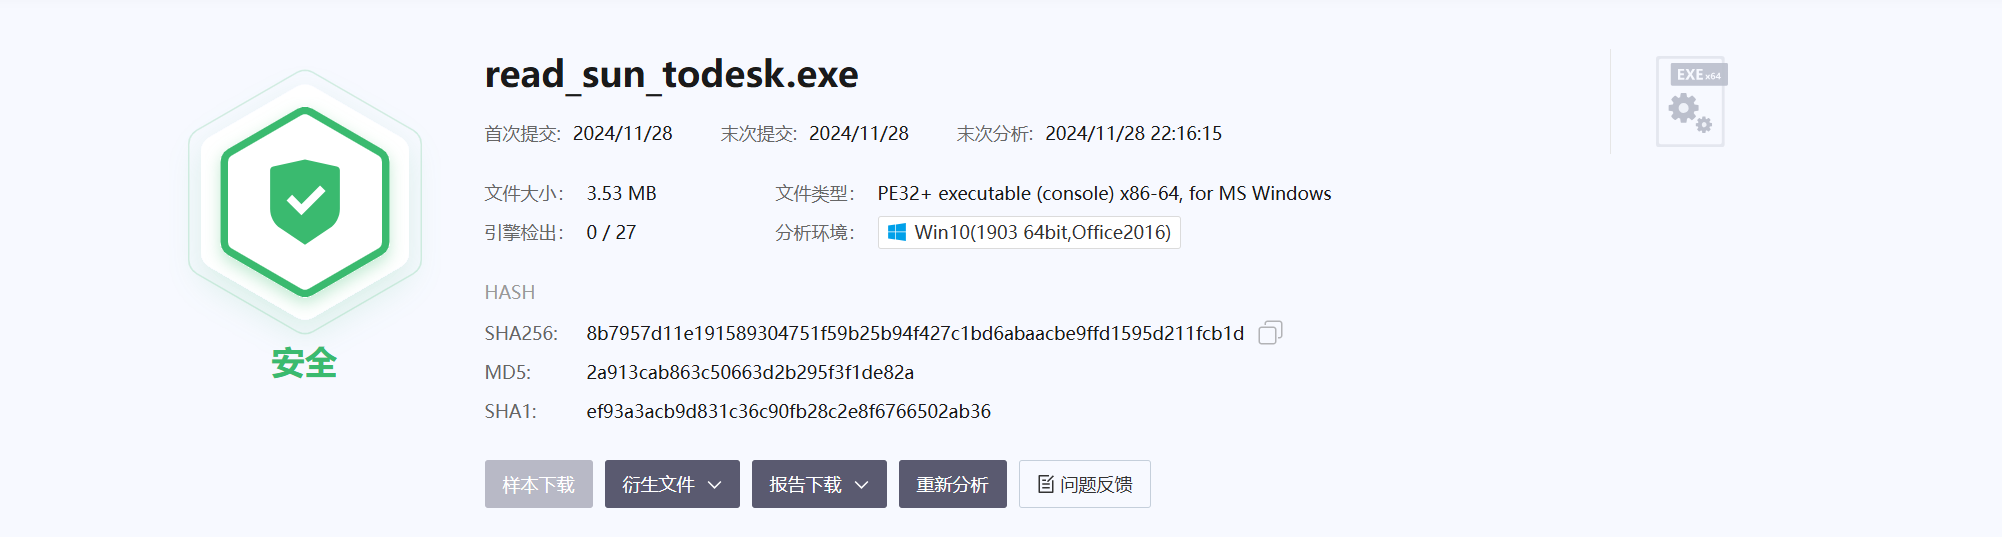 read_sun_todesk.exe
EXE x64
首次提交: 2024/11/28 末次提交: 2024/11/28 末次分析: 2024/11/28 22:16:15
文件大小: 3.53 MB 文件类型: PE32+ executable (console) x86-64, for MS Windows
引擎检出: 0 / 27 分析环境: Win10(1903 64bit,Office2016)
HASH
SHA256: 8b7957d11e191589304751f59b25b94f427c1bd6abaacbe9ffd1595d211fcb1d
安全
MD5: 2a913cab863c50663d2b295f3f1de82a
SHA1: ef93a3acb9d831c36c90fb28c2e8f6766502ab36
样本下载 衍生文件 报告下载 重新分析 问题反馈